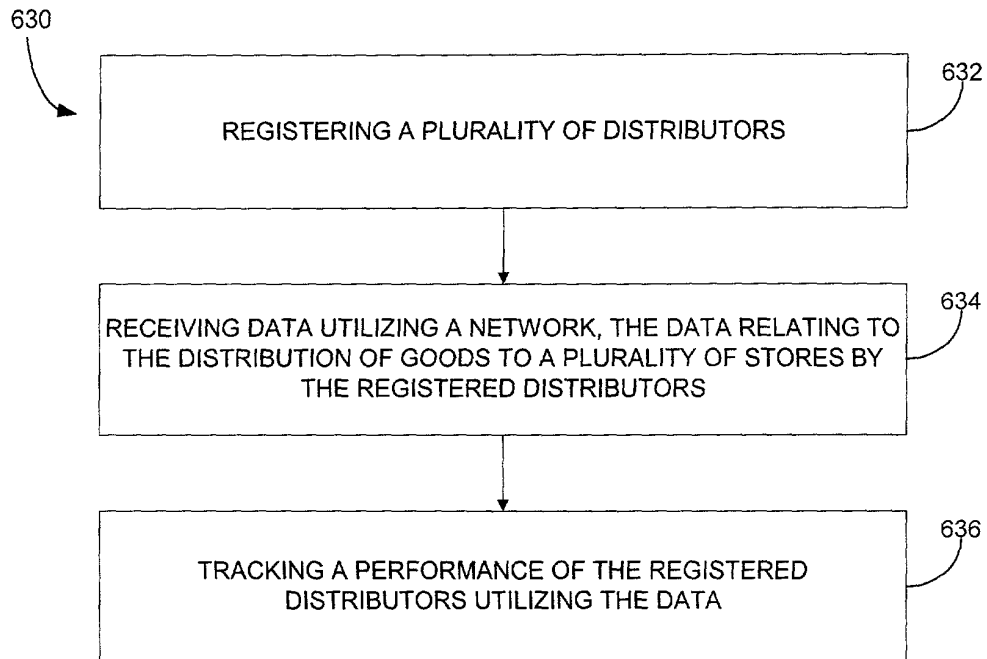 630
632
REGISTERING A PLURALITY OF DISTRIBUTORS
634
RECEIVING DATA UTILIZING A NETWORK, THE DATA RELATING TO
THE DISTRIBUTION OF GOODS TO A PLURALITY OF STORES BY
THE REGISTERED DISTRIBUTORS
636
TRACKING A PERFORMANCE OF THE REGISTERED
DISTRIBUTORS UTILIZING THE DATA